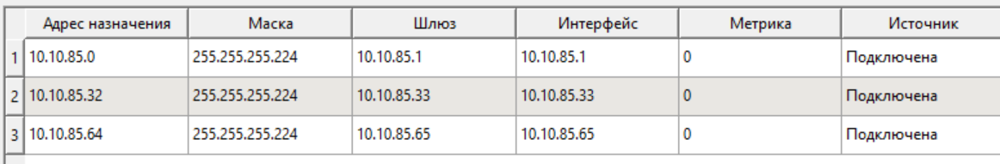 Адрес назначения Маска Шлюз Интерфейс Метрика Источник
1 10.10.85.0 255.255.255.224 10.10.85.1 10.10.85.1 0 Подключена
2 10.10.85.32 255.255.255.224 10.10.85.33 10.10.85.33 0 Подключена
3 10.10.85.64 255.255.255.224 10.10.85.65 10.10.85.65 0 Подключена